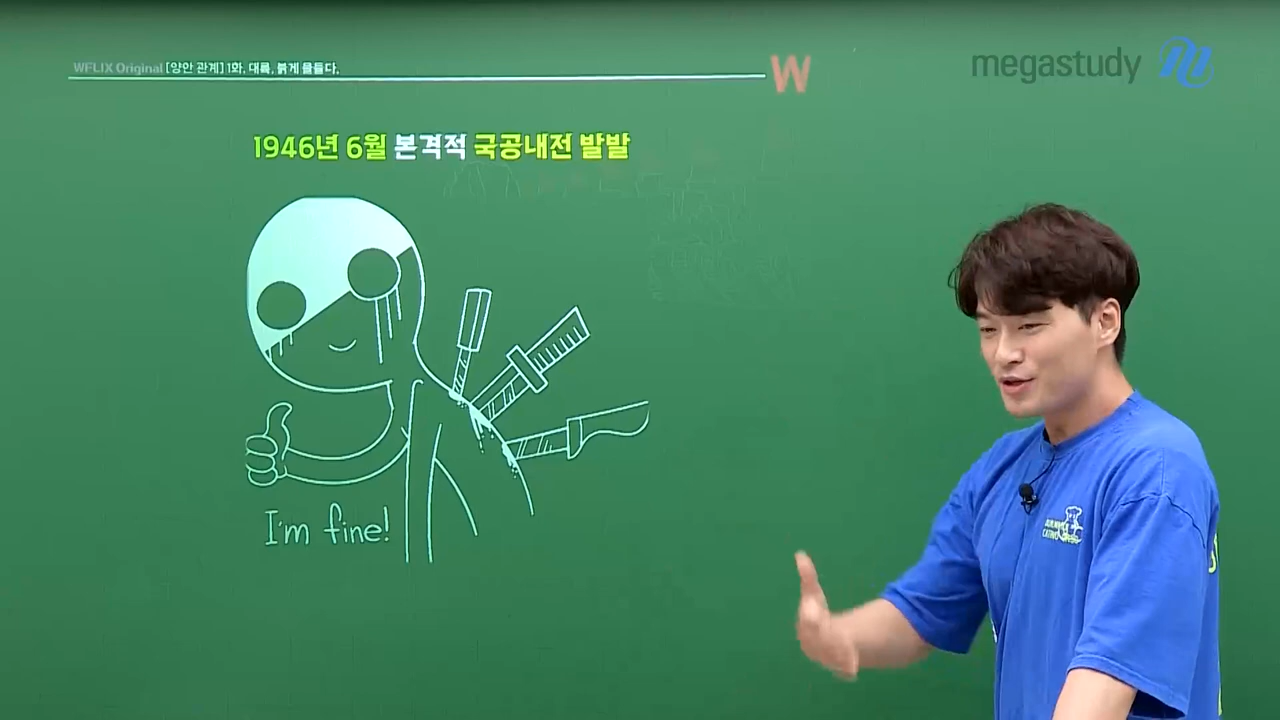 WFLIX Original [양안 관계] 1화. 대륙, 붉게 물들다.
W
megastudy
1946년 6월 본격적 국공내전 발발
I'm fine!